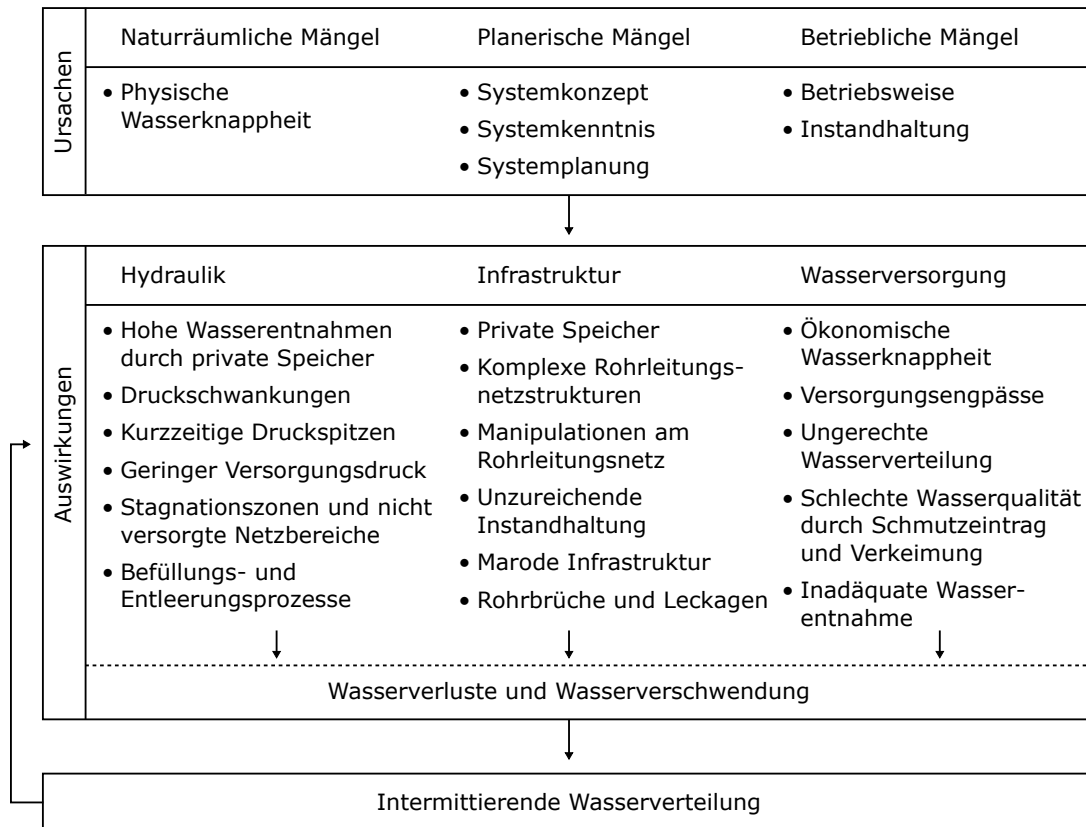 Ursachen
Naturräumliche Mängel
• Physische
Wasserknappheit
Planerische Mängel
• Systemkonzept
• Systemkenntnis
• Systemplanung
Betriebliche Mängel
• Betriebsweise
• Instandhaltung
Auswirkungen
Hydraulik
• Hohe Wasserentnahmen
durch private Speicher
• Druckschwankungen
• Kurzzeitige Druckspitzen
• Geringer Versorgungsdruck
• Stagnationszonen und nicht
versorgte Netzbereiche
• Befüllungs- und
Entleerungsprozesse
Infrastruktur
• Private Speicher
• Komplexe Rohrleitungs-
netzstrukturen
• Manipulationen am
Rohrleitungsnetz
• Unzureichende
Instandhaltung
• Marode Infrastruktur
• Rohrbrüche und Leckagen
Wasserversorgung
• Ökonomische
Wasserknappheit
• Versorgungsengpässe
• Ungerechte
Wasserverteilung
• Schlechte Wasserqualität
durch Schmutzeintrag
und Verkeimung
• Inadäquate Wasser-
entnahme
Wasserverluste und Wasserverschwendung
Intermittierende Wasserverteilung